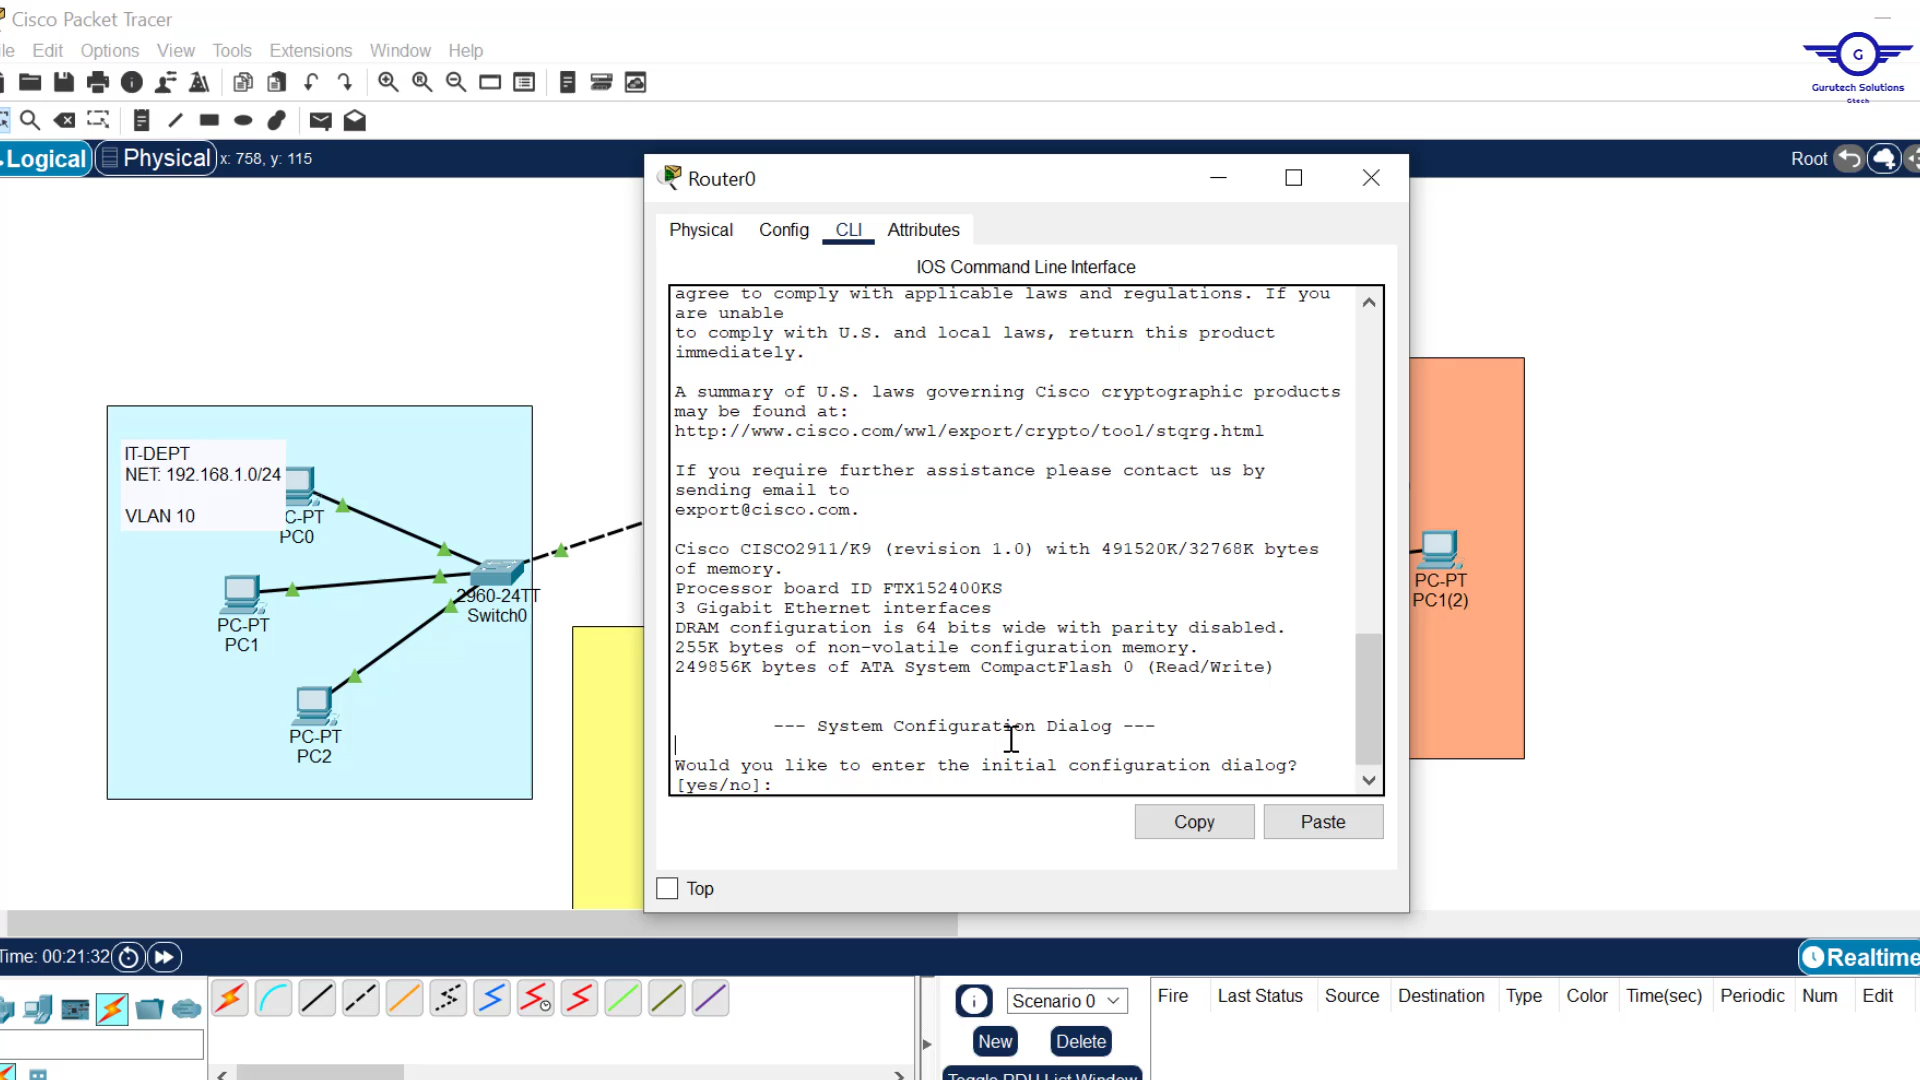 Cisco Packet Tracer
Edit Options View Tools Extensions Window Help
G
Gurutech Solutions
Gtech
Logical Physical x: 758, y: 115
Root
Router0
Physical Config CLI Attributes
IOS Command Line Interface
agree to comply with applicable laws and regulations. If you
are unable
to comply with U.S. and local laws, return this product
immediately.
A summary of U.S. laws governing Cisco cryptographic products
may be found at:
http://www.cisco.com/wwl/export/crypto/tool/stqrg.html
If you require further assistance please contact us by
sending email to
export@cisco.com.
Cisco CISCO2911/K9 (revision 1.0) with 491520K/32768K bytes
of memory.
Processor board ID FTX152400KS
3 Gigabit Ethernet interfaces
DRAM configuration is 64 bits wide with parity disabled.
255K bytes of non-volatile configuration memory.
249856K bytes of ATA System CompactFlash 0 (Read/Write)
--- System Configuration Dialog ---
Would you like to enter the initial configuration dialog?
[yes/no]:
Copy Paste
Top
IT-DEPT
NET: 192.168.1.0/24
VLAN 10
C-PT
PC0
PC-PT
PC1
PC-PT
PC2
2960-24TT
Switch0
PC-PT
PC1(2)
Time: 00:21:32
Realtime
Scenario 0
New Delete
Toggle PDU List Window
Fire Last Status Source Destination Type Color Time(sec) Periodic Num Edit